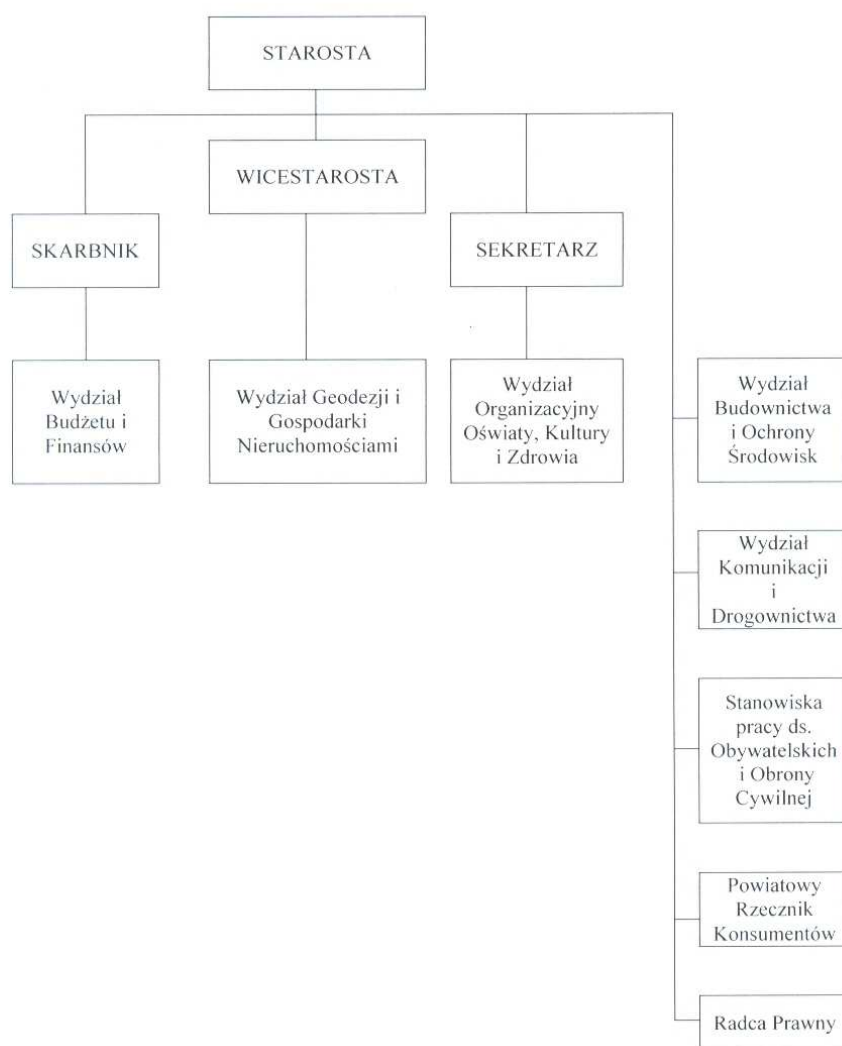 STAROSTA
WICESTAROSTA
SKARBNIK
SEKRETARZ
Wydział
Budżetu i
Finansów
Wydział Geodezji i
Gospodarki
Nieruchomościami
Wydział
Organizacyjny
Oświaty, Kultury
i Zdrowia
Wydział
Budownictwa
i Ochrony
Środowisk
Wydział
Komunikacji
i
Drogownictwa
Stanowiska
pracy ds.
Obywatelskich
i Obrony
Cywilnej
Powiatowy
Rzecznik
Konsumentów
Radca Prawny